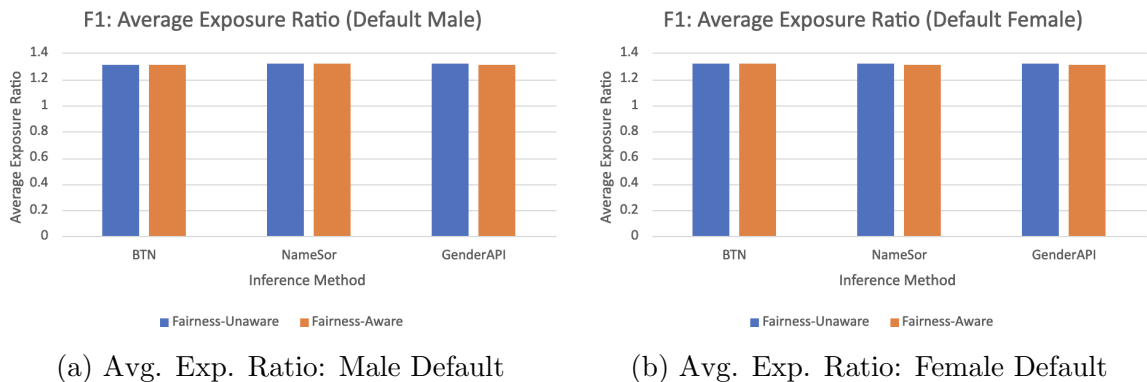 F1: Average Exposure Ratio (Default Male)
Average Exposure Ratio
1.4
1.2
1
0.8
0.6
0.4
0.2
0
BTN NameSor GenderAPI
Inference Method
Fairness-Unaware Fairness-Aware
(a) Avg. Exp. Ratio: Male Default
F1: Average Exposure Ratio (Default Female)
Average Exposure Ratio
1.4
1.2
1
0.8
0.6
0.4
0.2
0
BTN NameSor GenderAPI
Inference Method
Fairness-Unaware Fairness-Aware
(b) Avg. Exp. Ratio: Female Default